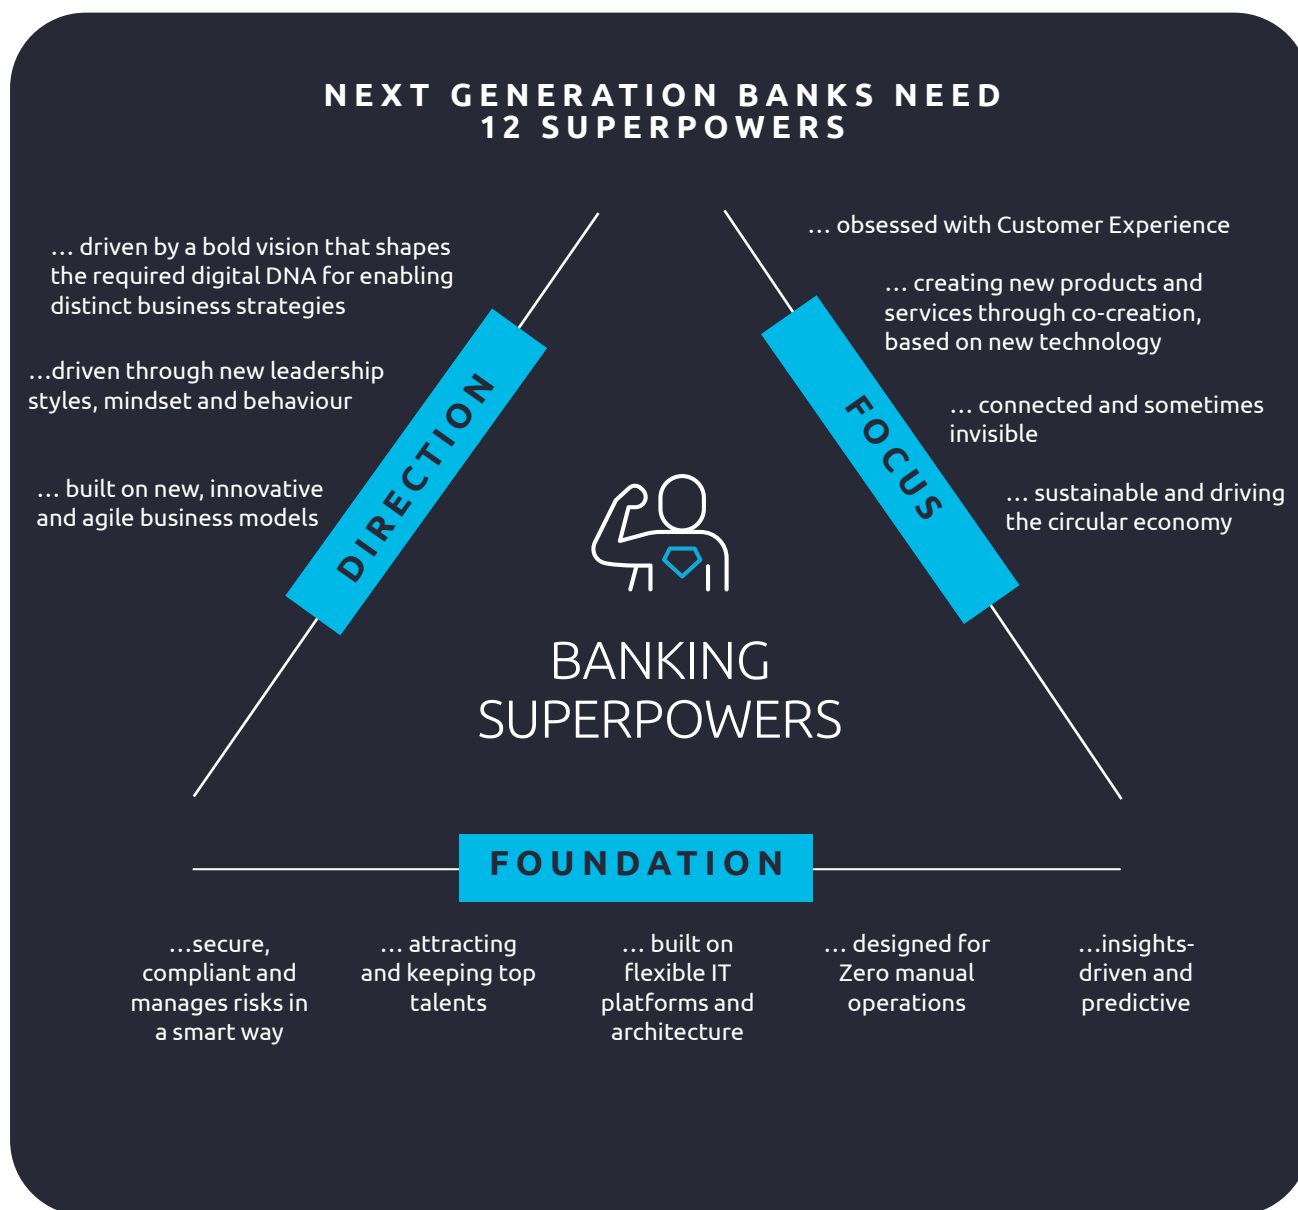 NEXT GENERATION BANKS NEED
12 SUPERPOWERS
… driven by a bold vision that shapes
the required digital DNA for enabling
distinct business strategies
…driven through new leadership
styles, mindset and behaviour
… built on new, innovative
and agile business models
DIRECTION
… obsessed with Customer Experience
… creating new products and
services through co-creation,
based on new technology
… connected and sometimes
invisible
… sustainable and driving
the circular economy
FOCUS
BANKING
SUPERPOWERS
FOUNDATION
…secure,
compliant and
manages risks in
a smart way
… attracting
and keeping top
talents
… built on
flexible IT
platforms and
architecture
… designed for
Zero manual
operations
…insights-
driven and
predictive